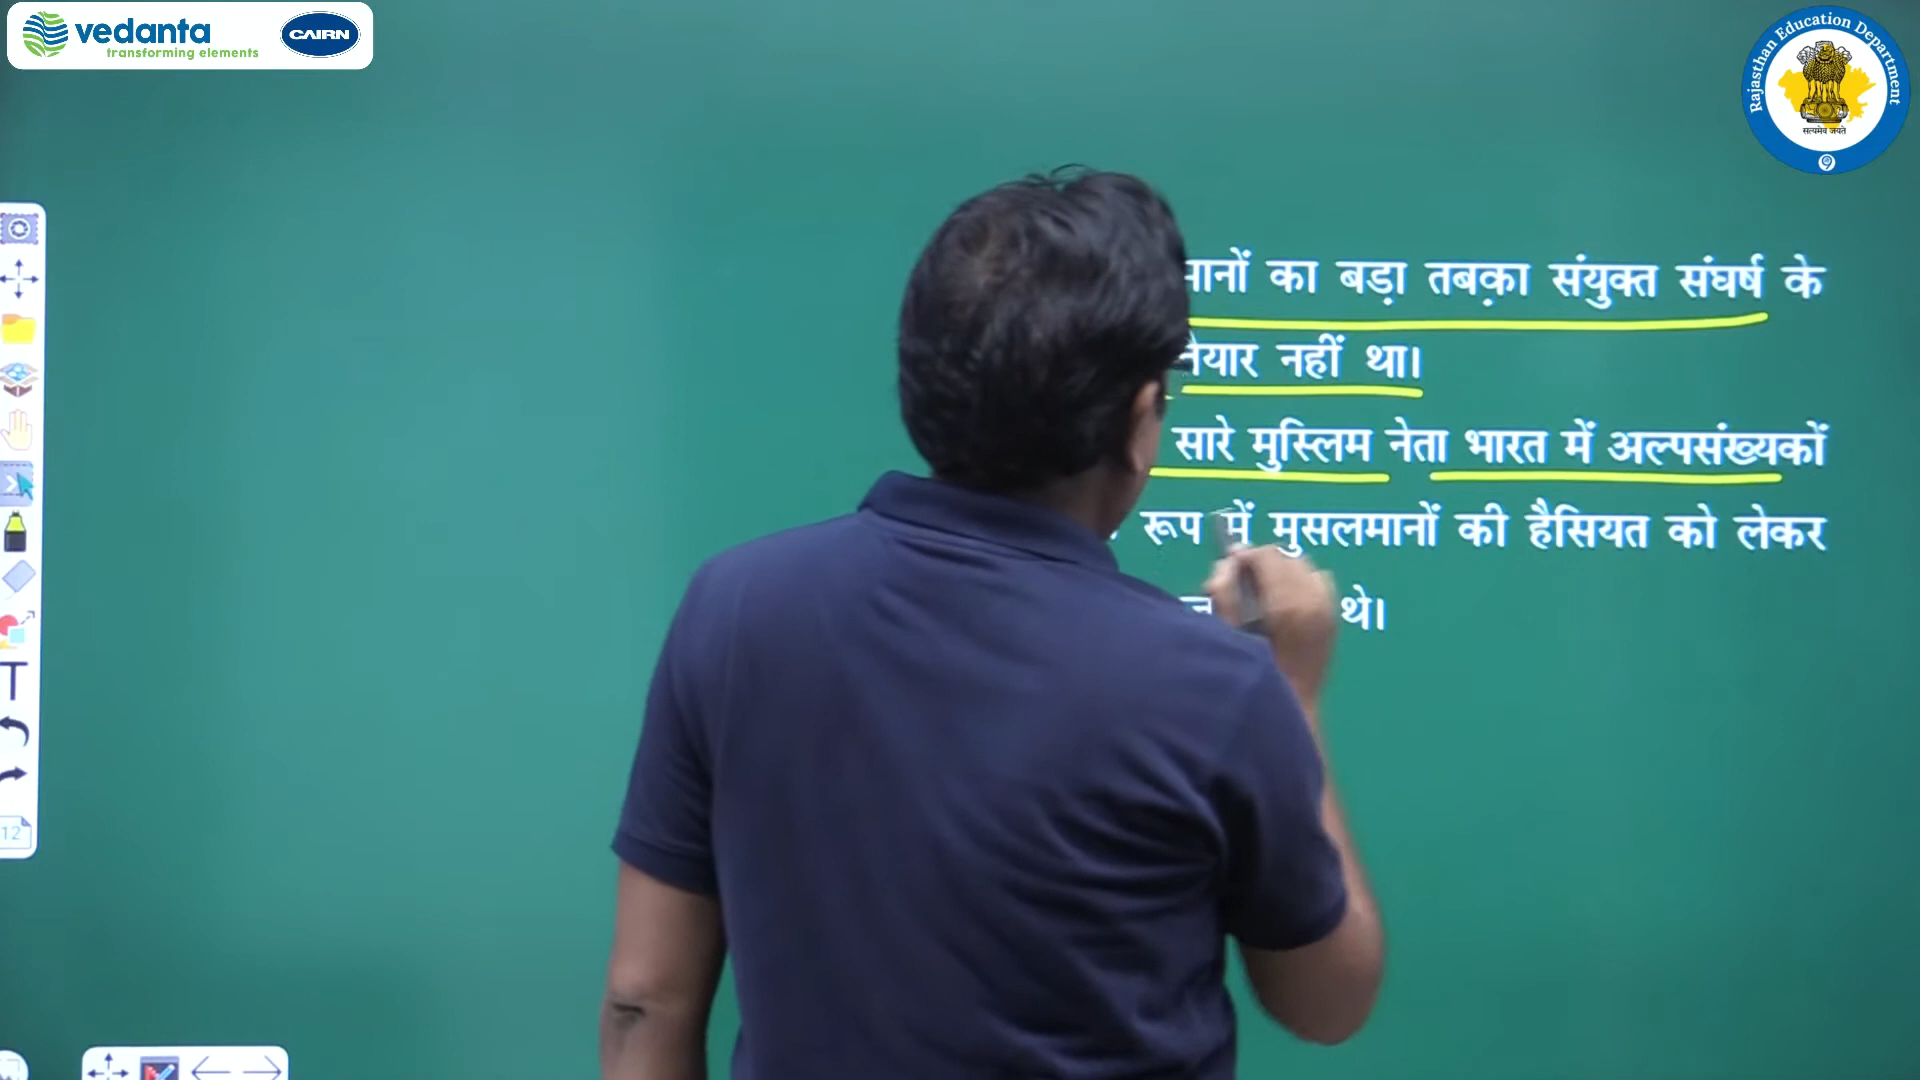 vedanta
transforming elements
CAIRN
Rajasthan Education Department
सत्यमेव जयते
का बड़ा तबक़ा संयुक्त संघर्ष के
नहीं था।
सारे मुस्लिम नेता भारत में अल्पसंख्यकों
रूप में मुसलमानों की हैसियत को लेकर
थे।
T
12